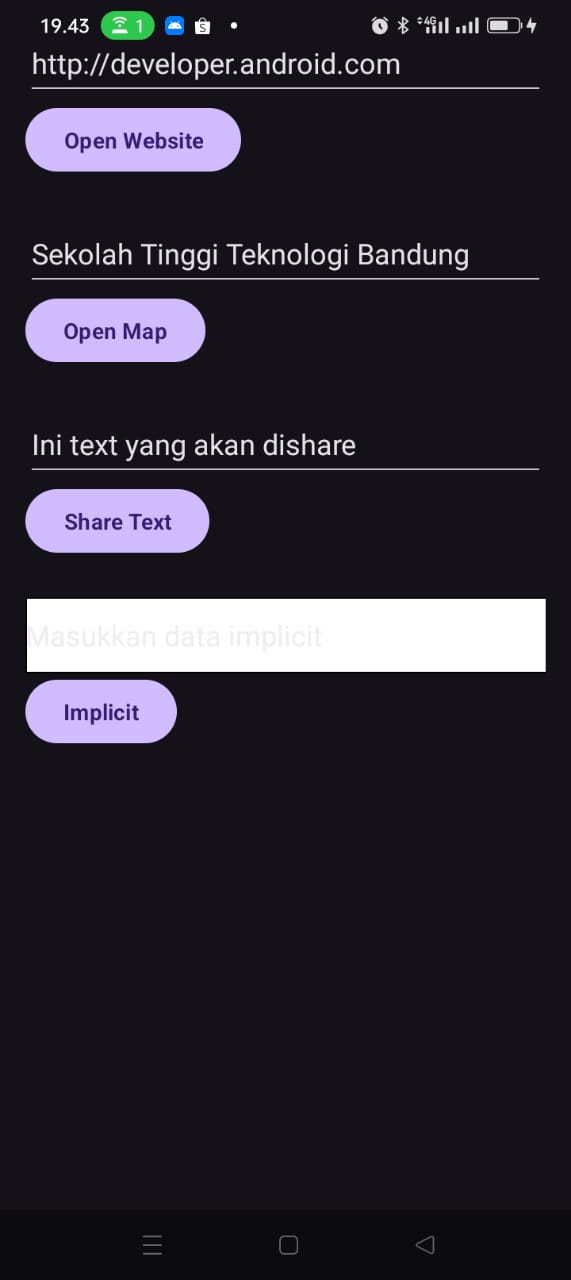 19.43
1
S
4G
http://developer.android.com
Open Website
Sekolah Tinggi Teknologi Bandung
Open Map
Ini text yang akan dishare
Share Text
Masukkan data implicit
Implicit